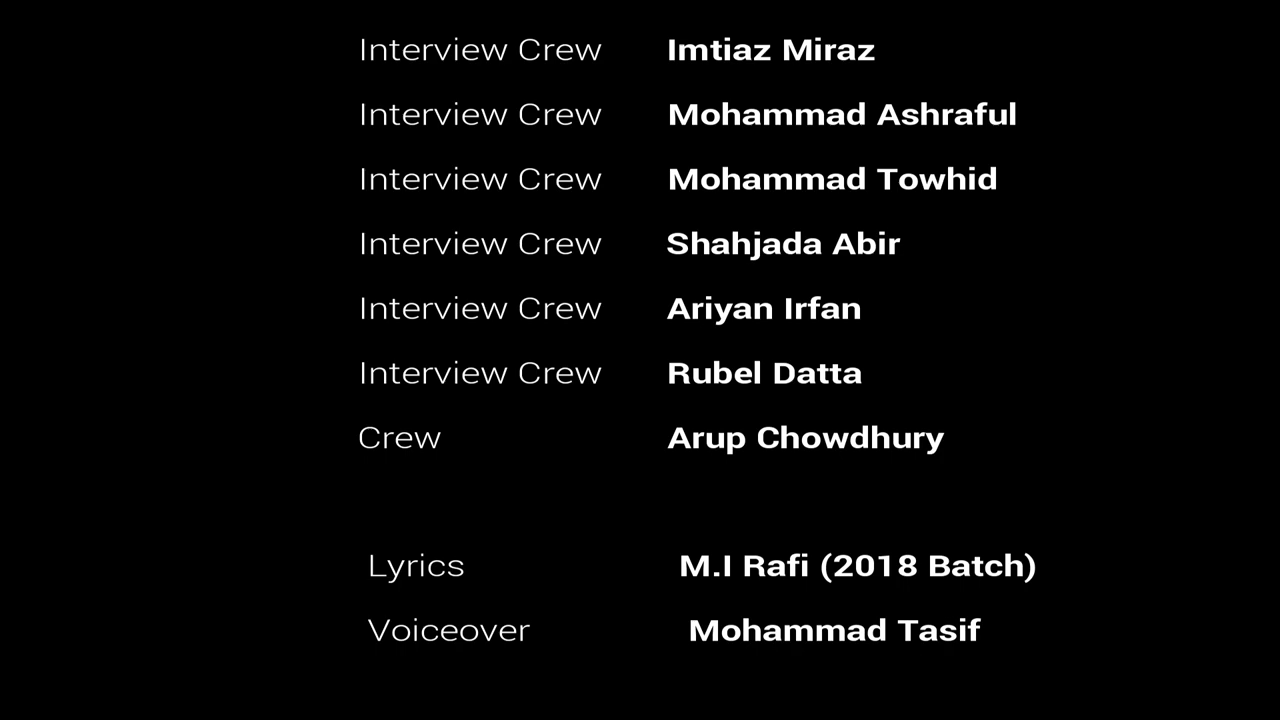 Interview Crew Imtiaz Miraz
Interview Crew Mohammad Ashraful
Interview Crew Mohammad Towhid
Interview Crew Shahjada Abir
Interview Crew Ariyan Irfan
Interview Crew Rubel Datta
Crew Arup Chowdhury
Lyrics M.I Rafi (2018 Batch)
Voiceover Mohammad Tasif